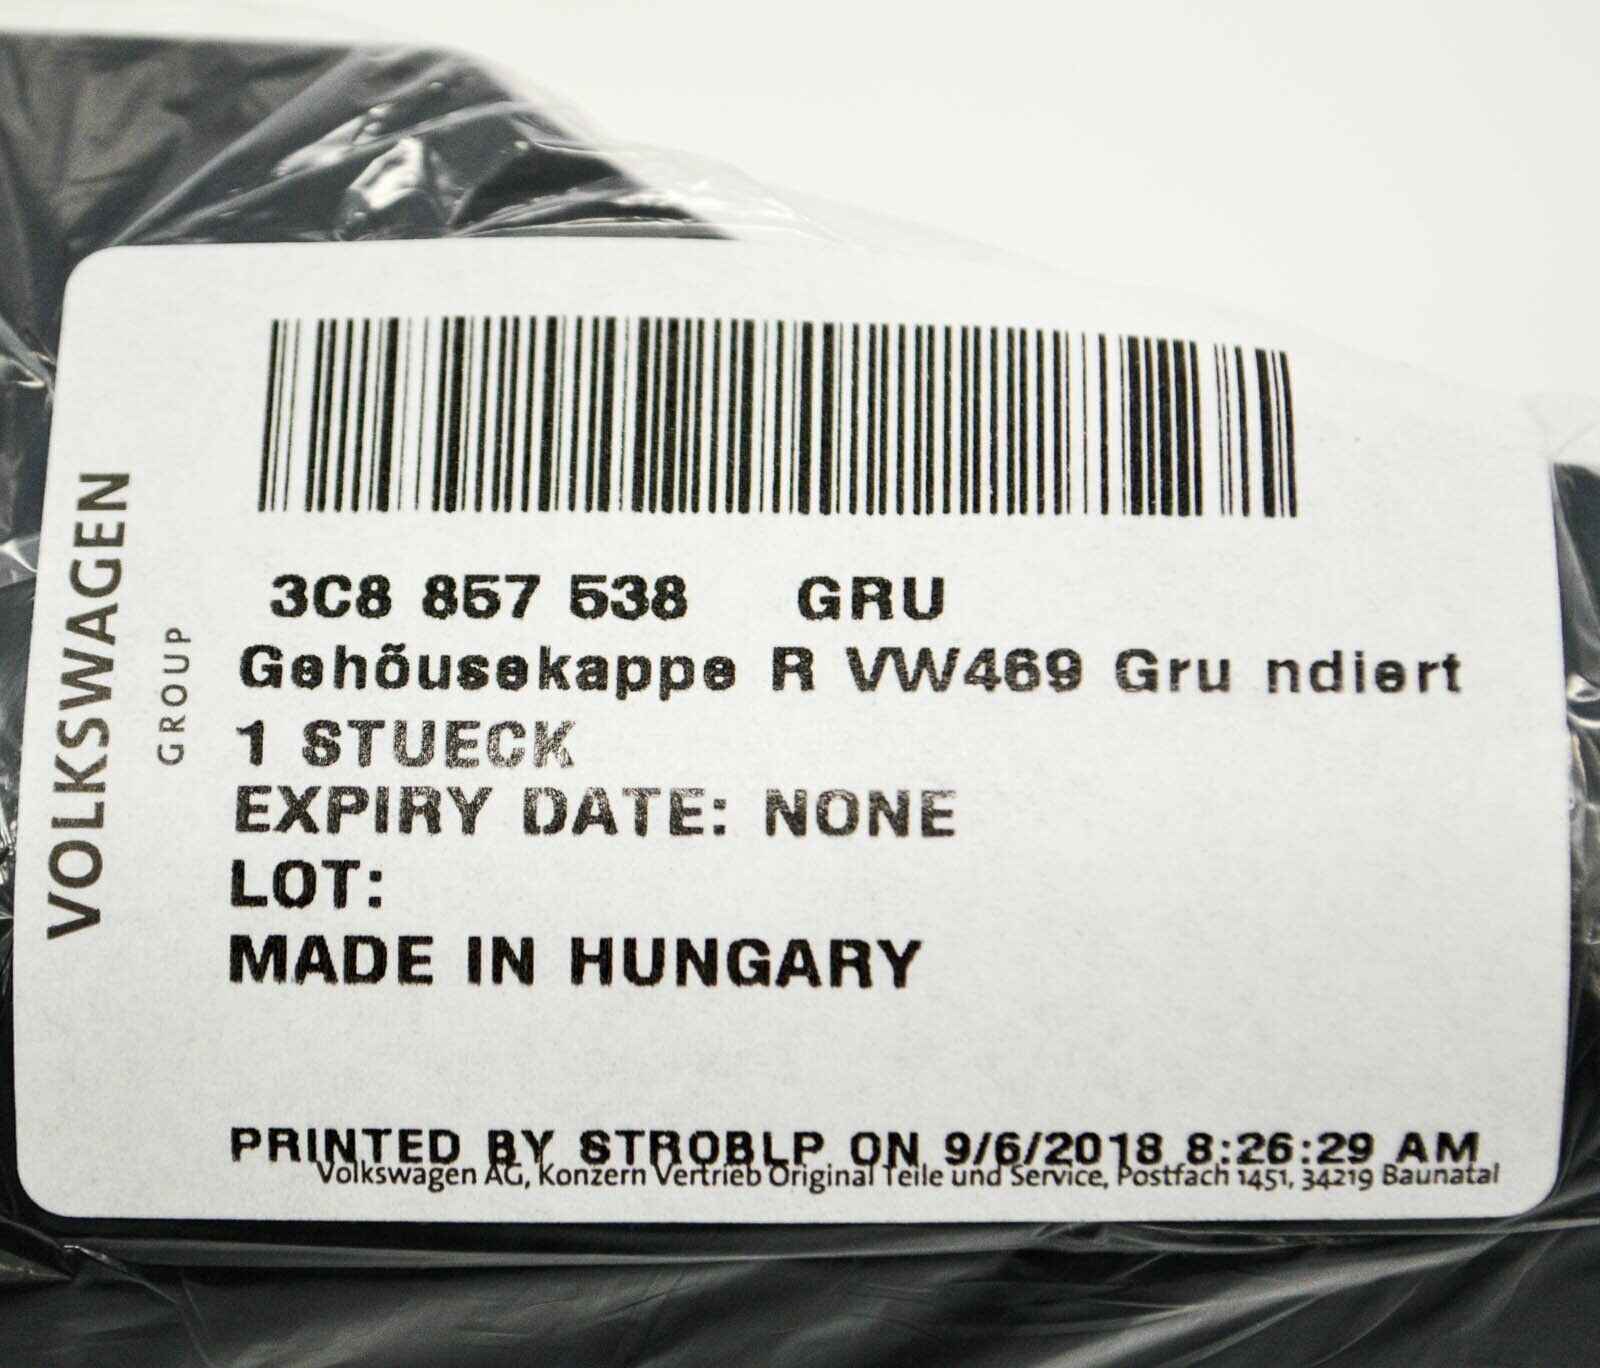 VOLKSWAGEN
GROUP
3C8 857 538 GRU
Gehõusekappe R VW469 Gru ndiert
1 STUECK
EXPIRY DATE: NONE
LOT:
MADE IN HUNGARY
PRINTED BY STROBLP ON 9/6/2018 8:26:29 AM
Volkswagen AG, Konzern Vertrieb Original Teile und Service, Postfach 1451, 34219 Baunatal